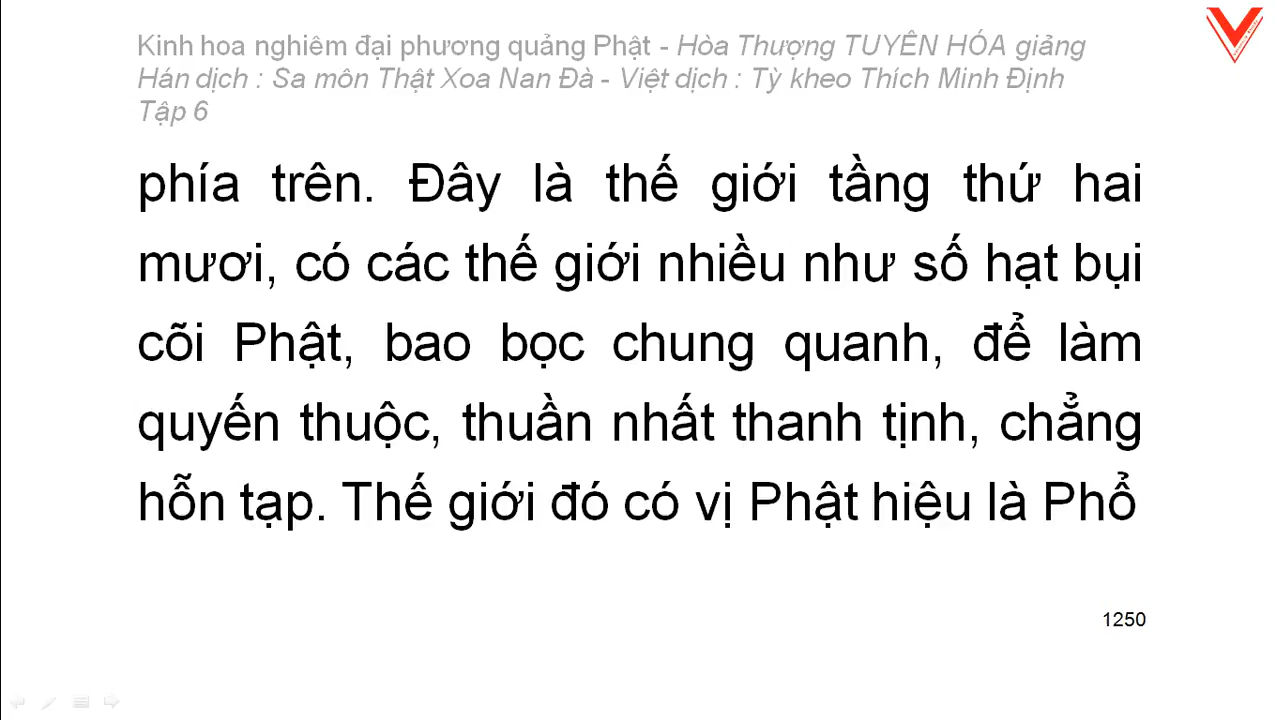 Kinh hoa nghiêm đại phương quảng Phật - Hòa Thượng TUYÊN HÓA giảng
Hán dịch : Sa môn Thật Xoa Nan Đà - Việt dịch : Tỳ kheo Thích Minh Định
Tập 6
phía trên. Đây là thế giới tầng thứ hai
mươi, có các thế giới nhiều như số hạt bụi
cõi Phật, bao bọc chung quanh, để làm
quyến thuộc, thuần nhất thanh tịnh, chẳng
hỗn tạp. Thế giới đó có vị Phật hiệu là Phổ
1250